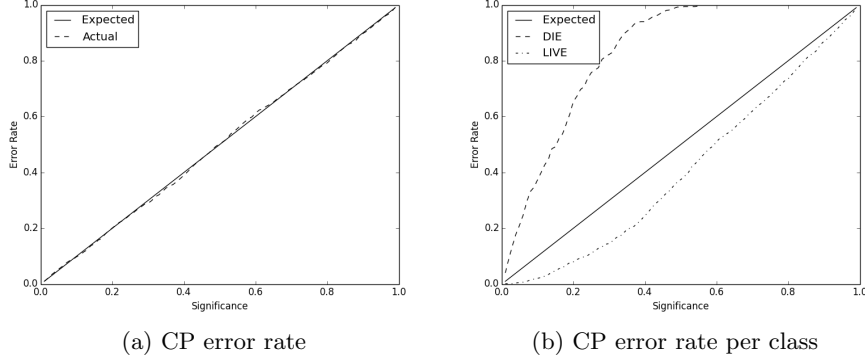 Expected
Actual
1.0
0.8
0.6
0.4
0.2
0.0
Error Rate
0.0 0.2 0.4 0.6 0.8 1.0
Significance
(a) CP error rate
Expected
DIE
LIVE
1.0
0.8
0.6
0.4
0.2
0.0
Error Rate
0.0 0.2 0.4 0.6 0.8 1.0
Significance
(b) CP error rate per class